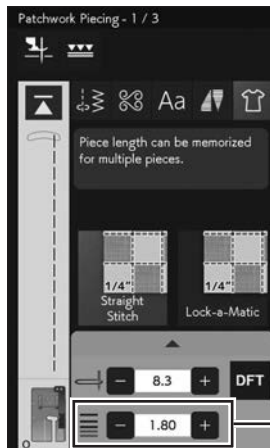 Patchwork Piecing - 1 / 3
Aa
Piece length can be memorized
for multiple pieces.
1/4" 1/4"
Straight
Stitch
Lock-a-Matic
- 8.3 + DFT
- 1.80 +